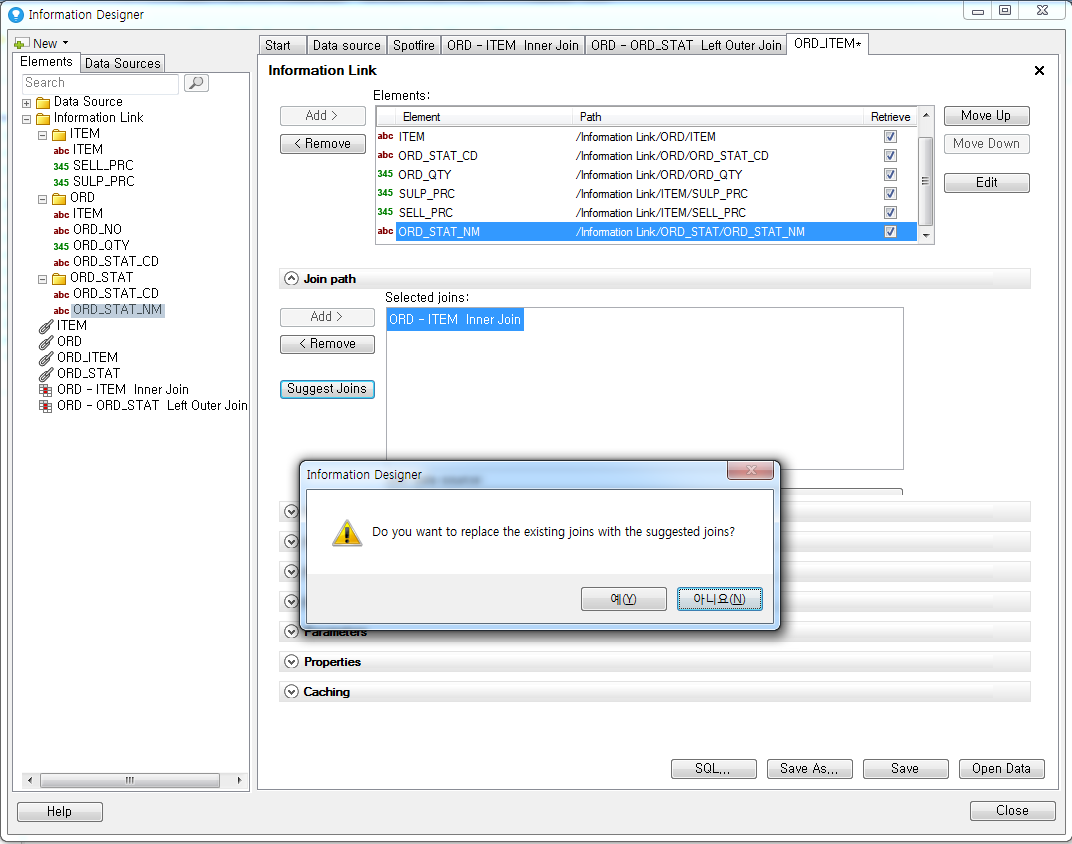 Information Designer
New
Elements
Data Sources
Search
Data Source
Information Link
ITEM
abc ITEM
345 SELL_PRC
345 SULP_PRC
ORD
abc ITEM
abc ORD_NO
345 ORD_QTY
abc ORD_STAT_CD
ORD_STAT
abc ORD_STAT_CD
abc ORD_STAT_NM
ITEM
ORD
ORD_ITEM
ORD_STAT
ORD - ITEM Inner Join
ORD - ORD_STAT Left Outer Join
Help
Start
Data source
Spotfire
ORD - ITEM Inner Join
ORD - ORD_STAT Left Outer Join
ORD_ITEM*
Information Link
Elements:
Add >
< Remove
Element Path Retrieve
abc ITEM /Information Link/ORD/ITEM
abc ORD_STAT_CD /Information Link/ORD/ORD_STAT_CD
345 ORD_QTY /Information Link/ORD/ORD_QTY
345 SULP_PRC /Information Link/ITEM/SULP_PRC
345 SELL_PRC /Information Link/ITEM/SELL_PRC
abc ORD_STAT_NM /Information Link/ORD_STAT/ORD_STAT_NM
Move Up
Move Down
Edit
Join path
Selected joins:
Add >
< Remove
Suggest Joins
ORD - ITEM Inner Join
Information Designer
Do you want to replace the existing joins with the suggested joins?
예(Y)
아니요(N)
Parameters
Properties
Caching
SQL...
Save As...
Save
Open Data
Close